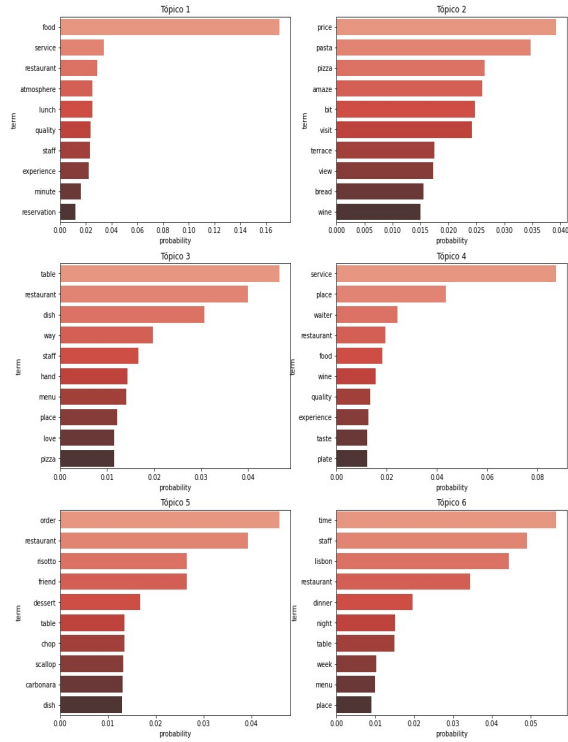 Tópico 1
food
service
restaurant
atmosphere
lunch
quality
staff
experience
minute
reservation
term
0.00 0.02 0.04 0.06 0.08 0.10 0.12 0.14 0.16
probability
Tópico 2
price
pasta
pizza
amaze
bit
visit
terrace
view
bread
wine
term
0.000 0.005 0.010 0.015 0.020 0.025 0.030 0.035 0.040
probability
Tópico 3
table
restaurant
dish
way
staff
hand
menu
place
love
pizza
term
0.00 0.01 0.02 0.03 0.04
probability
Tópico 4
service
place
waiter
restaurant
food
wine
quality
experience
taste
plate
term
0.00 0.02 0.04 0.06 0.08
probability
Tópico 5
order
restaurant
risotto
friend
dessert
table
chop
scallop
carbonara
dish
term
0.00 0.01 0.02 0.03 0.04
probability
Tópico 6
time
staff
lisbon
restaurant
dinner
night
table
week
menu
place
term
0.00 0.01 0.02 0.03 0.04 0.05
probability